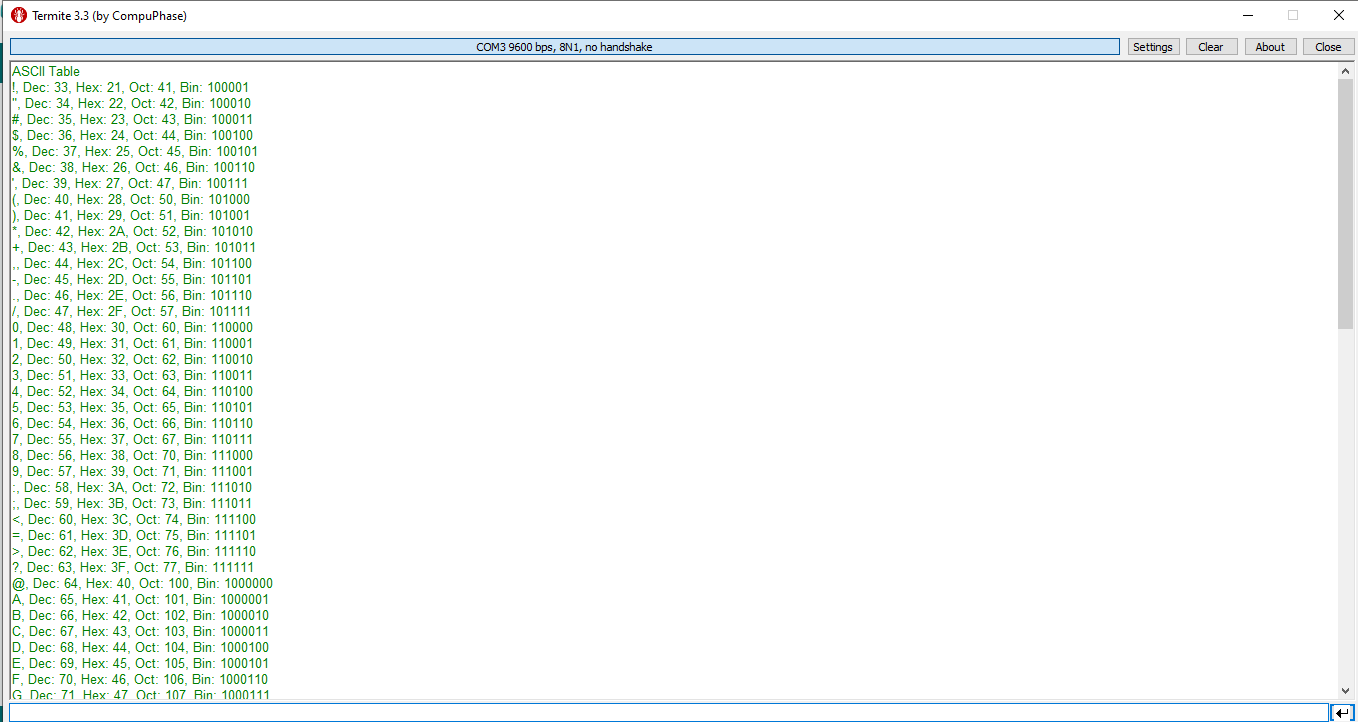 Termite 3.3 (by CompuPhase)
COM3 9600 bps, 8N1, no handshake
Settings
Clear
About
Close
ASCII Table
!, Dec: 33, Hex: 21, Oct: 41, Bin: 100001
", Dec: 34, Hex: 22, Oct: 42, Bin: 100010
#, Dec: 35, Hex: 23, Oct: 43, Bin: 100011
$, Dec: 36, Hex: 24, Oct: 44, Bin: 100100
%, Dec: 37, Hex: 25, Oct: 45, Bin: 100101
&, Dec: 38, Hex: 26, Oct: 46, Bin: 100110
', Dec: 39, Hex: 27, Oct: 47, Bin: 100111
(, Dec: 40, Hex: 28, Oct: 50, Bin: 101000
), Dec: 41, Hex: 29, Oct: 51, Bin: 101001
*, Dec: 42, Hex: 2A, Oct: 52, Bin: 101010
+, Dec: 43, Hex: 2B, Oct: 53, Bin: 101011
,, Dec: 44, Hex: 2C, Oct: 54, Bin: 101100
-, Dec: 45, Hex: 2D, Oct: 55, Bin: 101101
., Dec: 46, Hex: 2E, Oct: 56, Bin: 101110
/, Dec: 47, Hex: 2F, Oct: 57, Bin: 101111
0, Dec: 48, Hex: 30, Oct: 60, Bin: 110000
1, Dec: 49, Hex: 31, Oct: 61, Bin: 110001
2, Dec: 50, Hex: 32, Oct: 62, Bin: 110010
3, Dec: 51, Hex: 33, Oct: 63, Bin: 110011
4, Dec: 52, Hex: 34, Oct: 64, Bin: 110100
5, Dec: 53, Hex: 35, Oct: 65, Bin: 110101
6, Dec: 54, Hex: 36, Oct: 66, Bin: 110110
7, Dec: 55, Hex: 37, Oct: 67, Bin: 110111
8, Dec: 56, Hex: 38, Oct: 70, Bin: 111000
9, Dec: 57, Hex: 39, Oct: 71, Bin: 111001
:, Dec: 58, Hex: 3A, Oct: 72, Bin: 111010
;, Dec: 59, Hex: 3B, Oct: 73, Bin: 111011
<, Dec: 60, Hex: 3C, Oct: 74, Bin: 111100
=, Dec: 61, Hex: 3D, Oct: 75, Bin: 111101
>, Dec: 62, Hex: 3E, Oct: 76, Bin: 111110
?, Dec: 63, Hex: 3F, Oct: 77, Bin: 111111
@, Dec: 64, Hex: 40, Oct: 100, Bin: 1000000
A, Dec: 65, Hex: 41, Oct: 101, Bin: 1000001
B, Dec: 66, Hex: 42, Oct: 102, Bin: 1000010
C, Dec: 67, Hex: 43, Oct: 103, Bin: 1000011
D, Dec: 68, Hex: 44, Oct: 104, Bin: 1000100
E, Dec: 69, Hex: 45, Oct: 105, Bin: 1000101
F, Dec: 70, Hex: 46, Oct: 106, Bin: 1000110
G, Dec: 71, Hex: 47, Oct: 107, Bin: 1000111